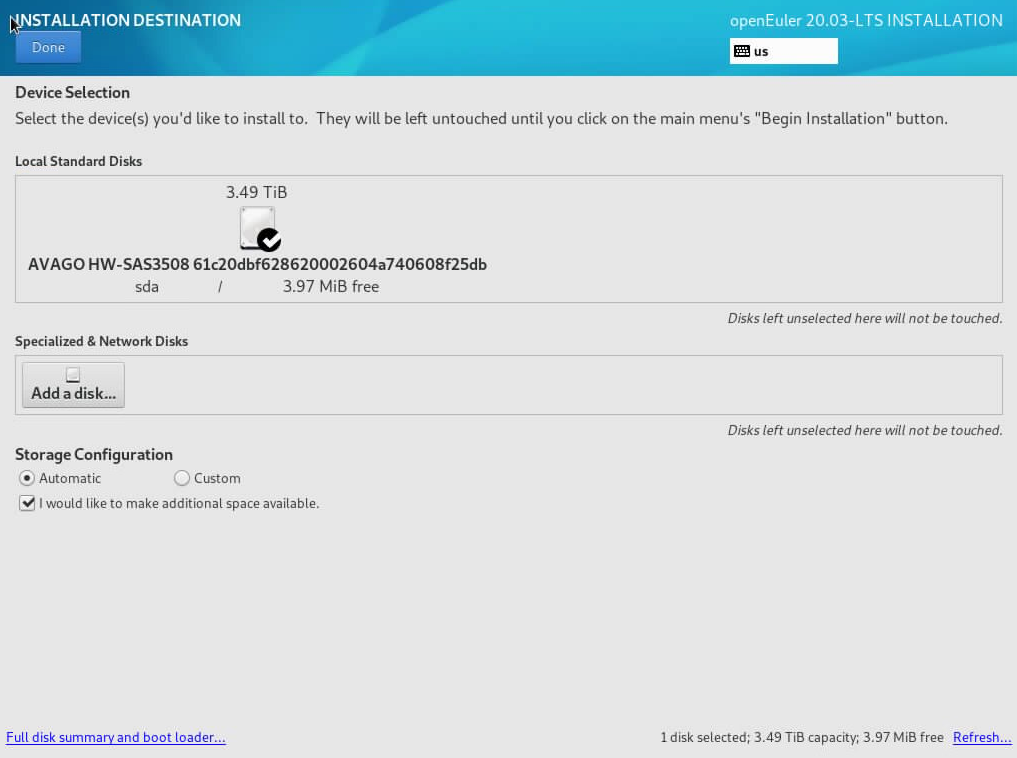 INSTALLATION DESTINATION
openEuler 20.03-LTS INSTALLATION
Done
us
Device Selection
Select the device(s) you'd like to install to.  They will be left untouched until you click on the main menu's "Begin Installation" button.
Local Standard Disks
3.49 TiB
AVAGO HW-SAS3508 61c20dbf628620002604a740608f25db
sda / 3.97 MiB free
Disks left unselected here will not be touched.
Specialized & Network Disks
Add a disk...
Disks left unselected here will not be touched.
Storage Configuration
Automatic Custom
I would like to make additional space available.
Full disk summary and boot loader... 1 disk selected; 3.49 TiB capacity; 3.97 MiB free Refresh...